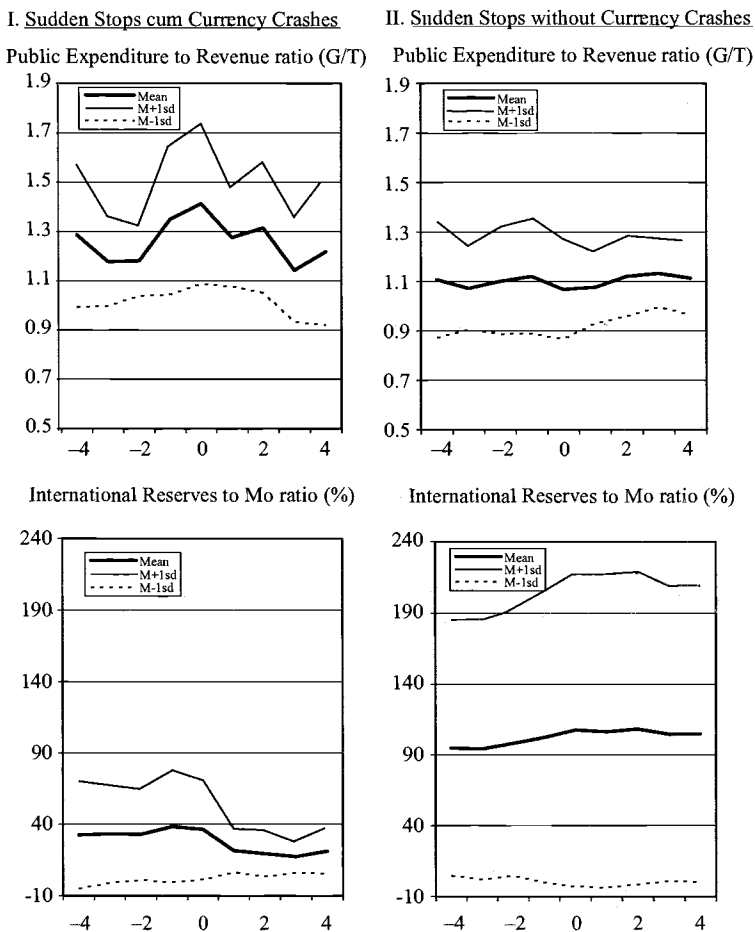 I. Sudden Stops cum Currency Crashes
Public Expenditure to Revenue ratio (G/T)
1.9
1.7
1.5
1.3
1.1
0.9
0.7
0.5
Mean
M+1sd
M-1sd
–4 –2 0 2 4
II. Sudden Stops without Currency Crashes
Public Expenditure to Revenue ratio (G/T)
1.9
1.7
1.5
1.3
1.1
0.9
0.7
0.5
Mean
M+1sd
M-1sd
–4 –2 0 2 4
International Reserves to Mo ratio (%)
240
190
140
90
40
-10
Mean
M+1sd
M-1sd
–4 –2 0 2 4
International Reserves to Mo ratio (%)
240
190
140
90
40
-10
Mean
M+1sd
M-1sd
–4 –2 0 2 4